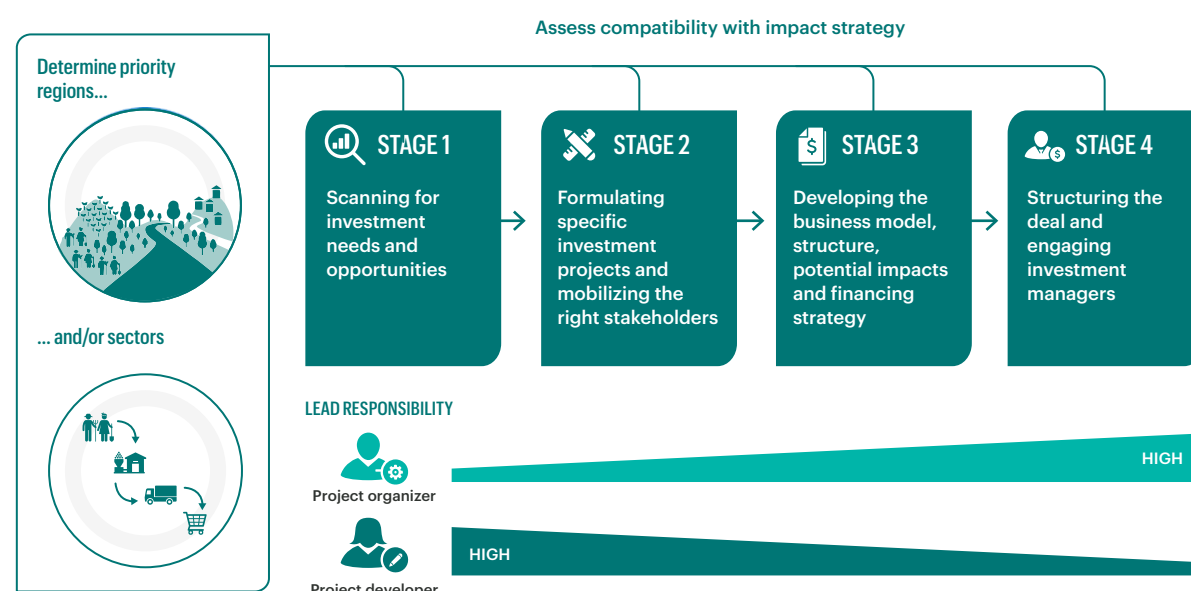 Assess compatibility with impact strategy
Determine priority
regions...
... and/or sectors
STAGE 1
Scanning for
investment
needs and
opportunities
STAGE 2
Formulating
specific
investment
projects and
mobilizing the
right stakeholders
STAGE 3
Developing the
business model,
structure,
potential impacts
and financing
strategy
STAGE 4
Structuring the
deal and
engaging
investment
managers
LEAD RESPONSIBILITY
Project organizer
HIGH
Project developer
HIGH